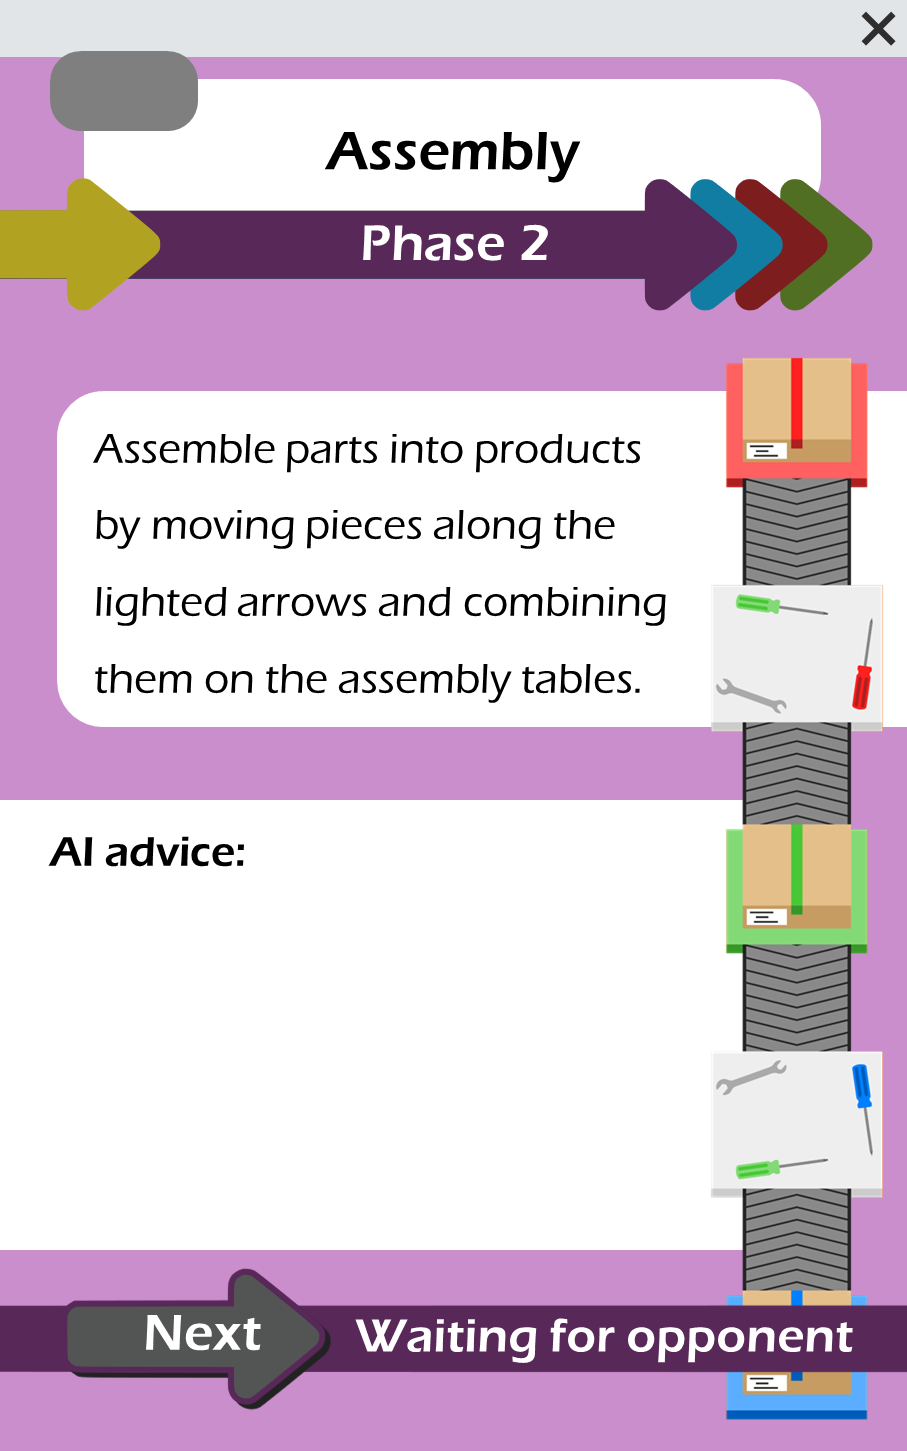 Assembly
Phase 2
Assemble parts into products
by moving pieces along the
lighted arrows and combining
them on the assembly tables.
AI advice:
Next
Waiting for opponent